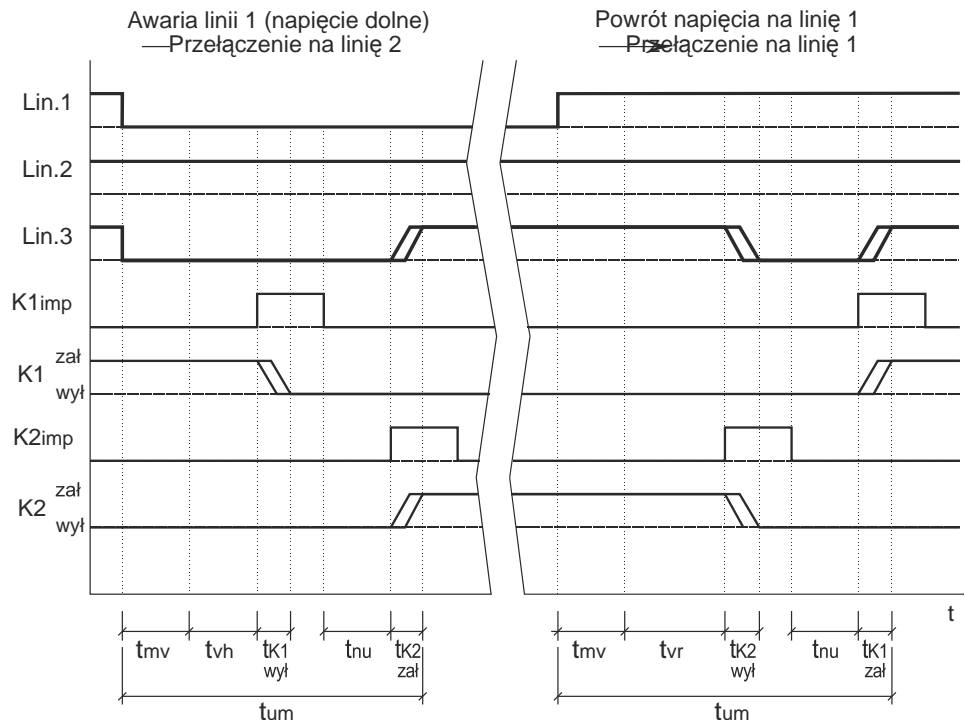 Awaria linii 1 (napięcie dolne)
Przełączenie na linię 2
Powrót napięcia na linię 1
Przełączenie na linię 1
Lin.1
Lin.2
Lin.3
K1imp
K1 zał
wył
K2imp
K2 zał
wył
t
tmv tvh tK1 wył tnu tK2 zał
tum
tmv tvr tK2 wył tnu tK1 zał
tum